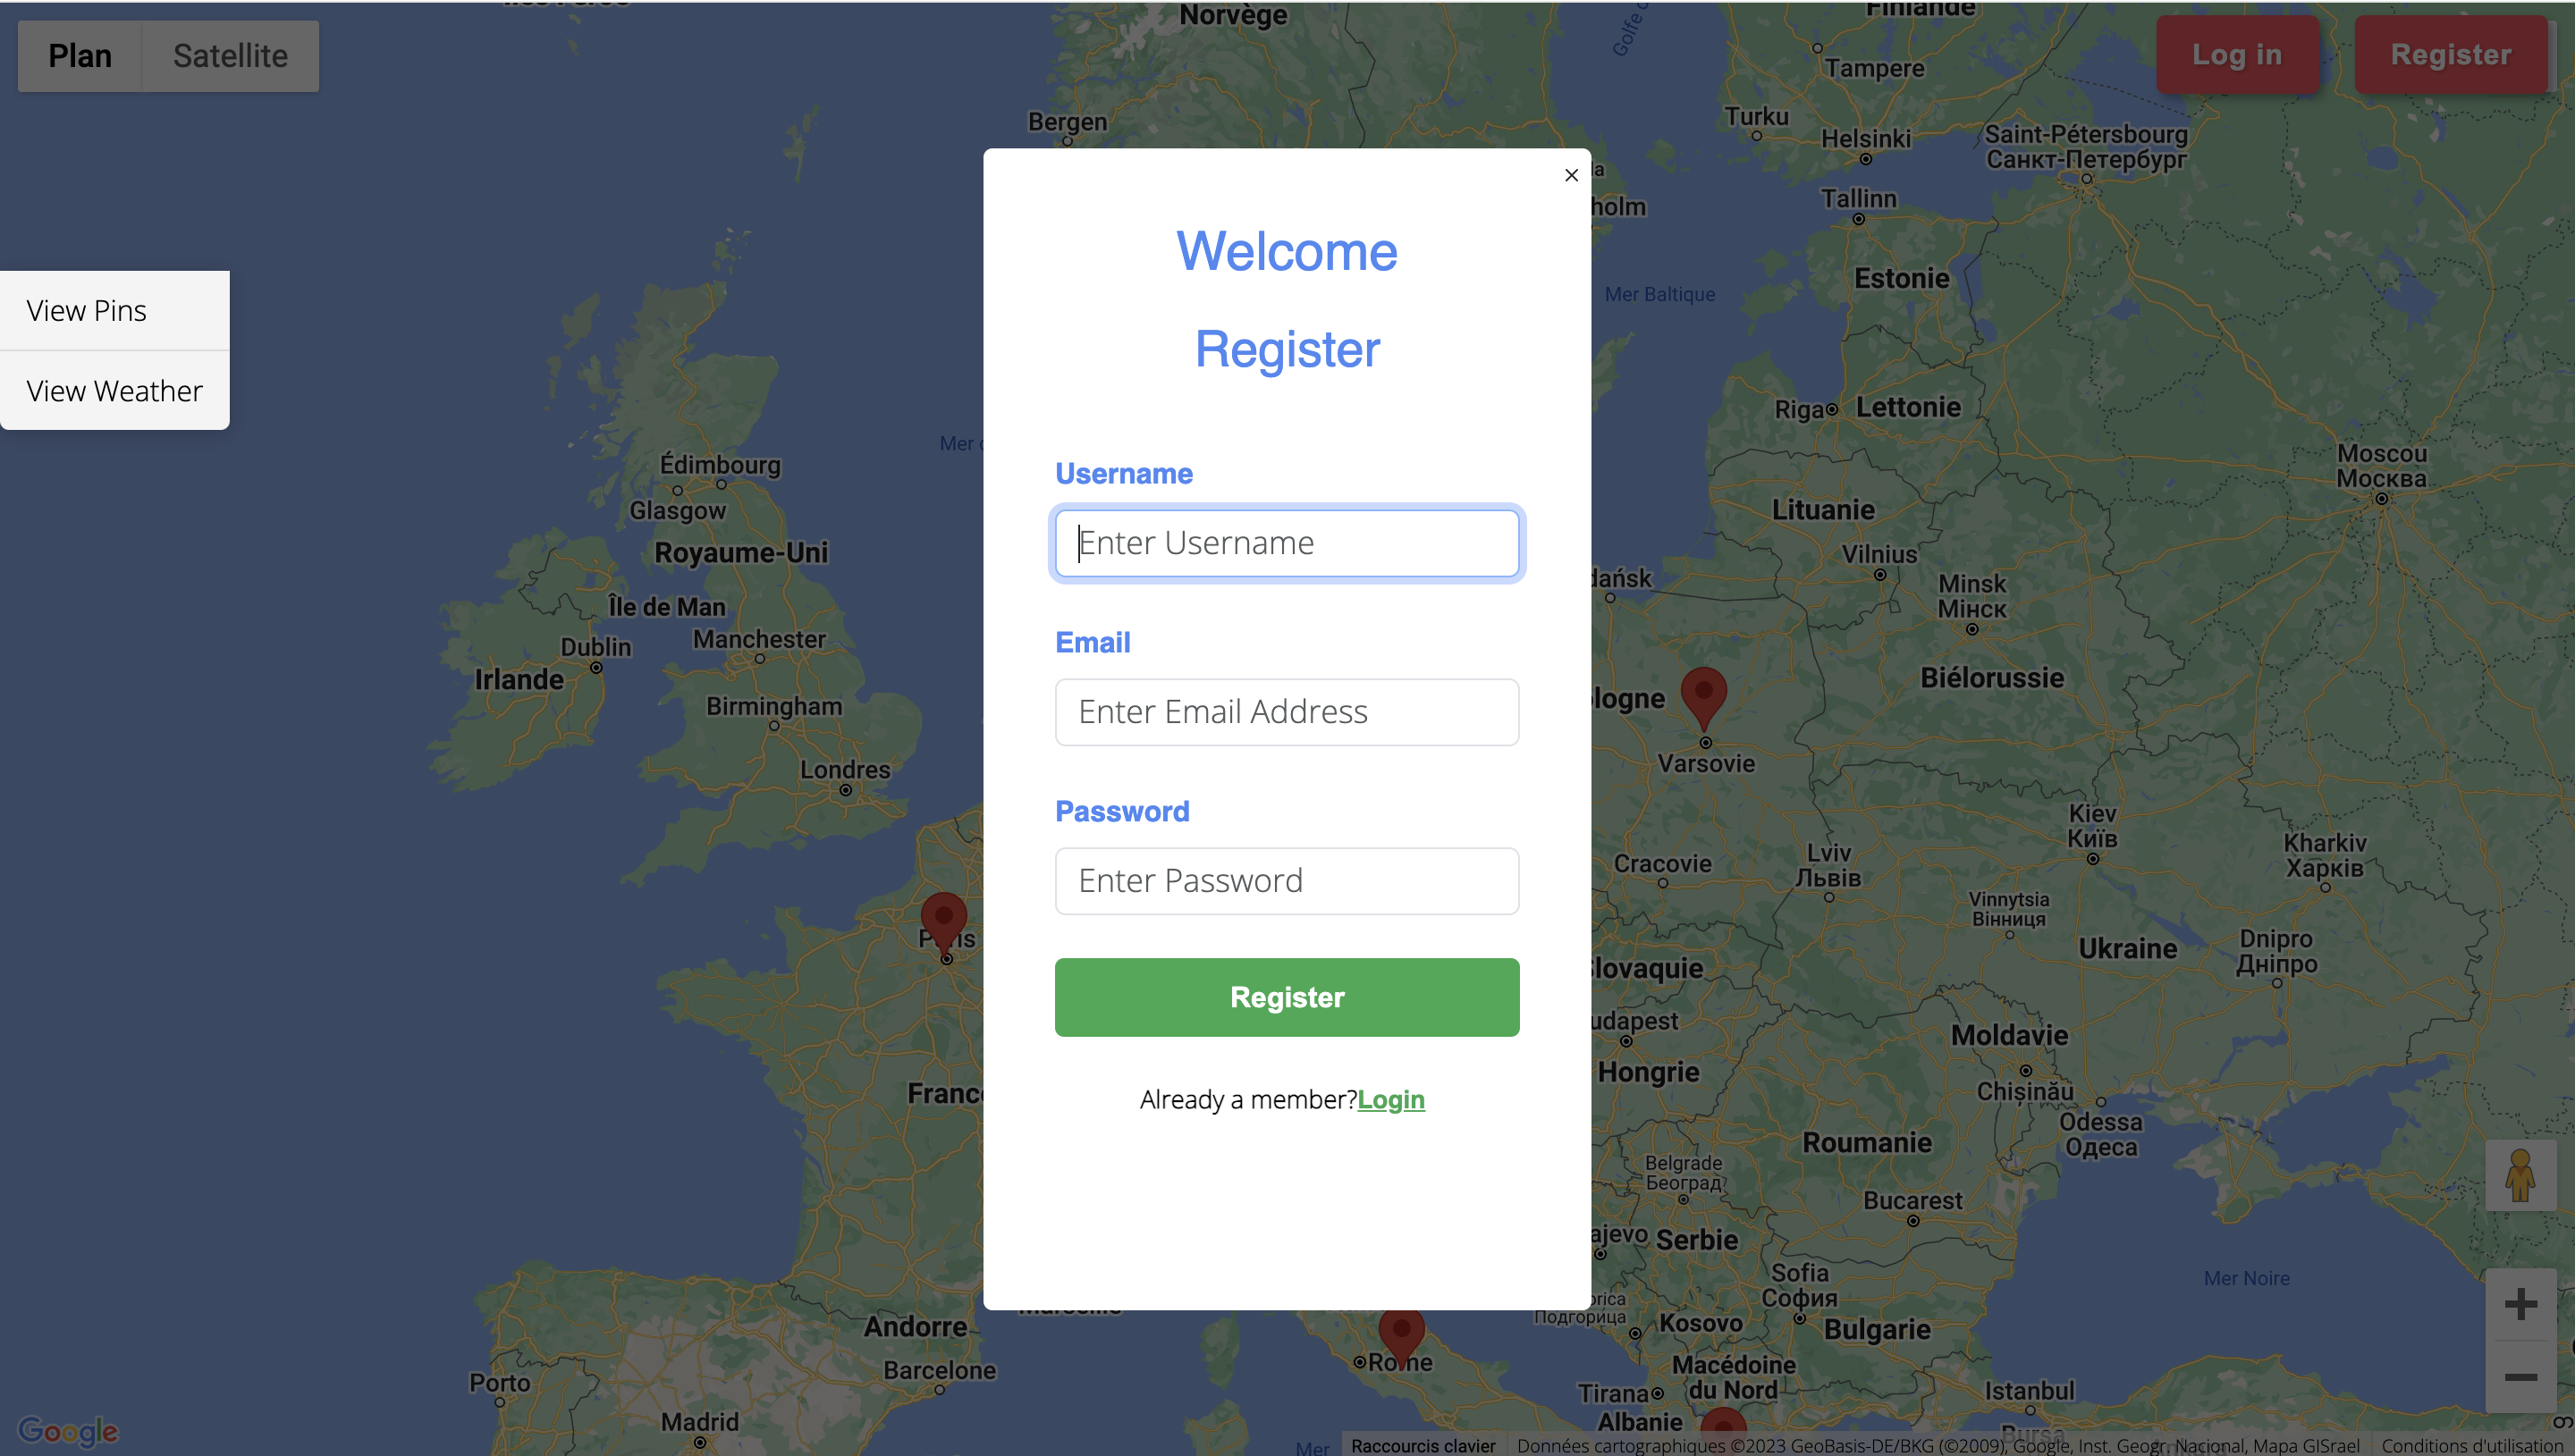 Norvège
Finlande
Plan
Satellite
Log in
Register
Tampere
Bergen
Turku
Helsinki
Saint-Pétersbourg
Санкт-Петербург
Tallinn
holm
Welcome
Estonie
Mer Baltique
View Pins
Register
View Weather
Riga
Lettonie
Mer
Moscou
Москва
Édimbourg
Username
Glasgow
Lituanie
Enter Username
Royaume-Uni
Vilnius
Minsk
Мінск
dańsk
Île de Man
Dublin
Manchester
Email
Irlande
Biélorussie
logne
Birmingham
Enter Email Address
Londres
Varsovie
Password
Kiev
Київ
Kharkiv
Харків
Cracovie
Lviv
Львів
Enter Password
Vinnytsia
Вінниця
Paris
Ukraine
Dnipro
Дніпро
Slovaquie
Register
udapest
Moldavie
Hongrie
Chișinău
France
Already a member?Login
Odessa
Одеса
Roumanie
Belgrade
Београд
Bucarest
ajevo
Serbie
Sofia
София
Mer Noire
orica
Подгорица
Marseille
Andorre
Kosovo
Bulgarie
Rome
Barcelone
Macédoine
du Nord
Porto
Tirana
Istanbul
Albanie
Madrid
Google
Bursa
Mer
Raccourcis clavier
Données cartographiques ©2023 GeoBasis-DE/BKG (©2009), Google, Inst. Geogr. Nacional, Mapa GISrael
Conditions d'utilisation